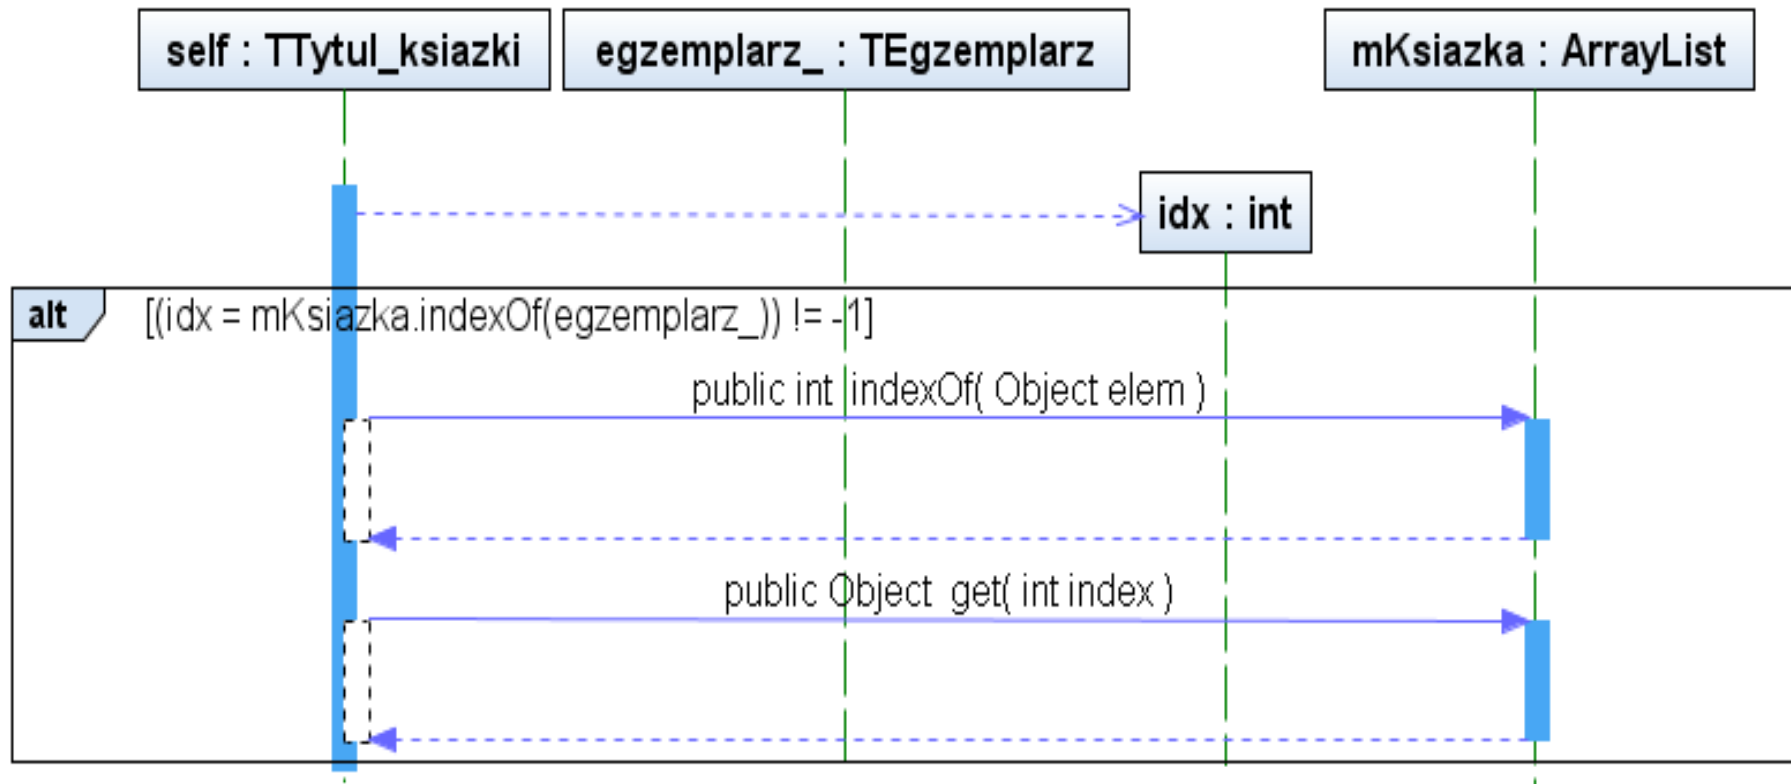 self : TTytul_ksiazki
egzemplarz_ : TEgzemplarz
mKsiazka : ArrayList
idx : int
alt
[(idx = mKsiazka.indexOf(egzemplarz_)) != -1]
public int indexOf( Object elem )
public Object get( int index )